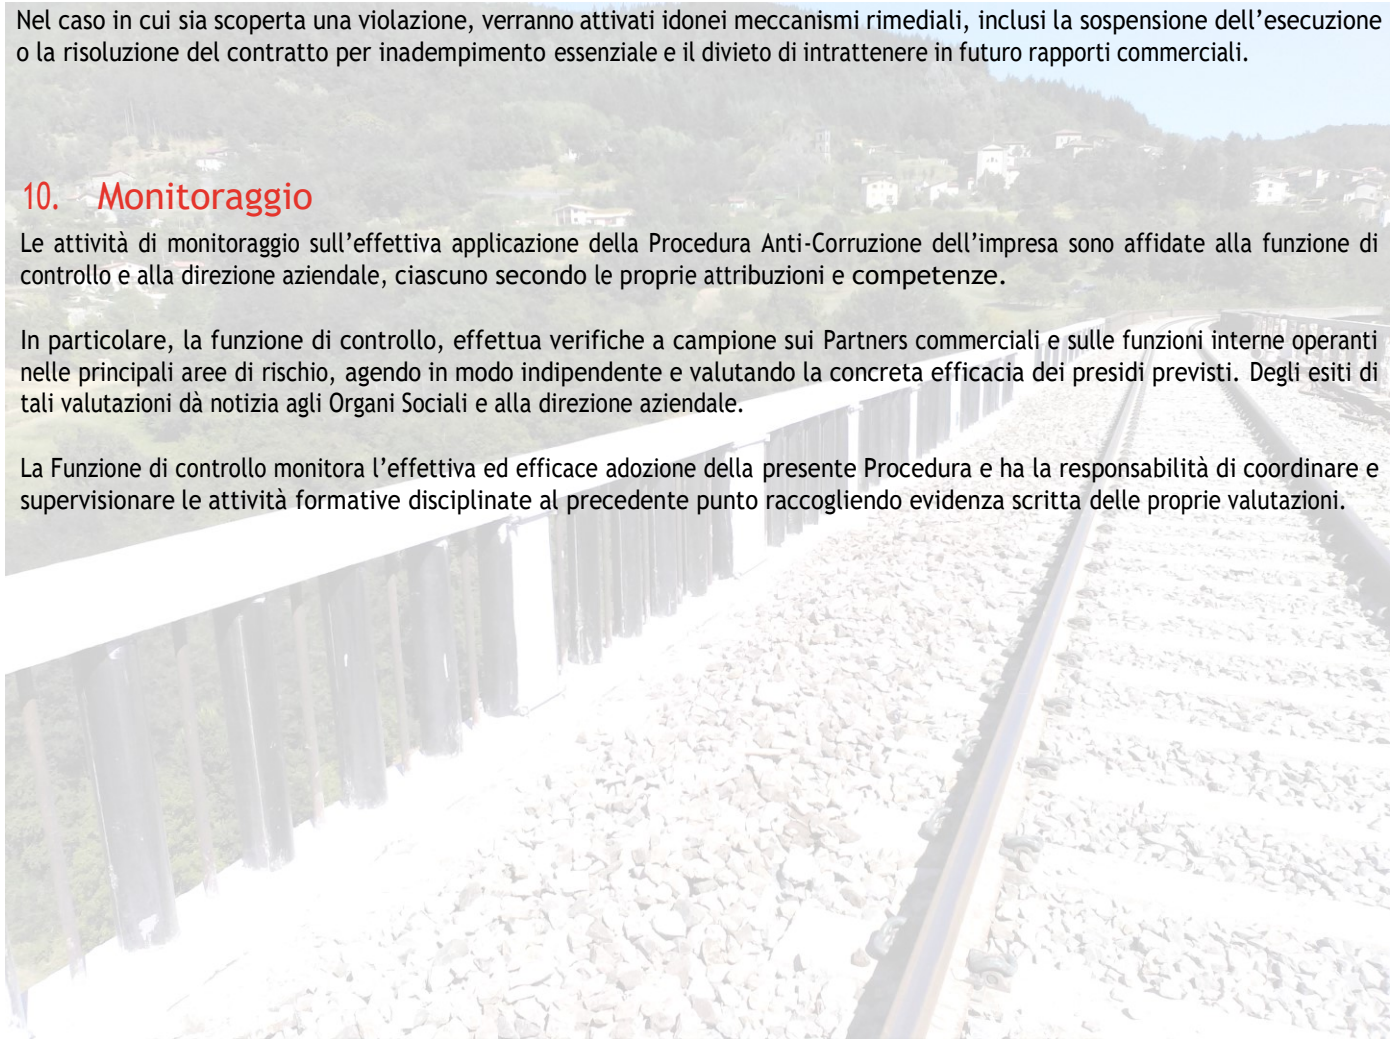 Nel caso in cui sia scoperta una violazione, verranno attivati idonei meccanismi rimediali, inclusi la sospensione dell’esecuzione
o la risoluzione del contratto per inadempimento essenziale e il divieto di intrattenere in futuro rapporti commerciali.
10. Monitoraggio
Le attività di monitoraggio sull’effettiva applicazione della Procedura Anti-Corruzione dell’impresa sono affidate alla funzione di
controllo e alla direzione aziendale, ciascuno secondo le proprie attribuzioni e competenze.
In particolare, la funzione di controllo, effettua verifiche a campione sui Partners commerciali e sulle funzioni interne operanti
nelle principali aree di rischio, agendo in modo indipendente e valutando la concreta efficacia dei presidi previsti. Degli esiti di
tali valutazioni dà notizia agli Organi Sociali e alla direzione aziendale.
La Funzione di controllo monitora l’effettiva ed efficace adozione della presente Procedura e ha la responsabilità di coordinare e
supervisionare le attività formative disciplinate al precedente punto raccogliendo evidenza scritta delle proprie valutazioni.